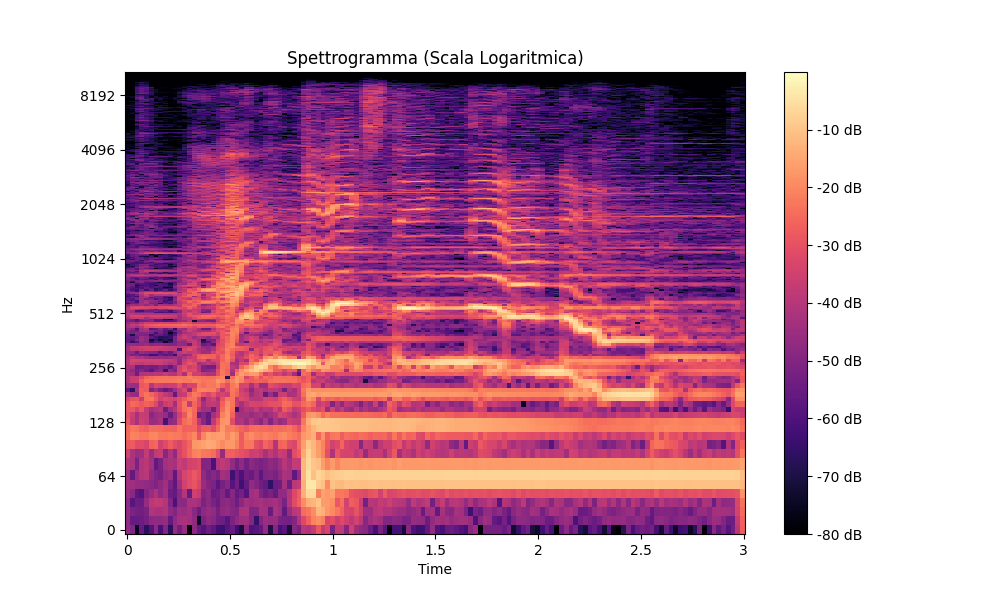 Spettrogramma (Scala Logaritmica)
8192
4096
2048
1024
512
256
128
64
0
Hz
0
0.5
1
1.5
2
2.5
3
Time
-10 dB
-20 dB
-30 dB
-40 dB
-50 dB
-60 dB
-70 dB
-80 dB